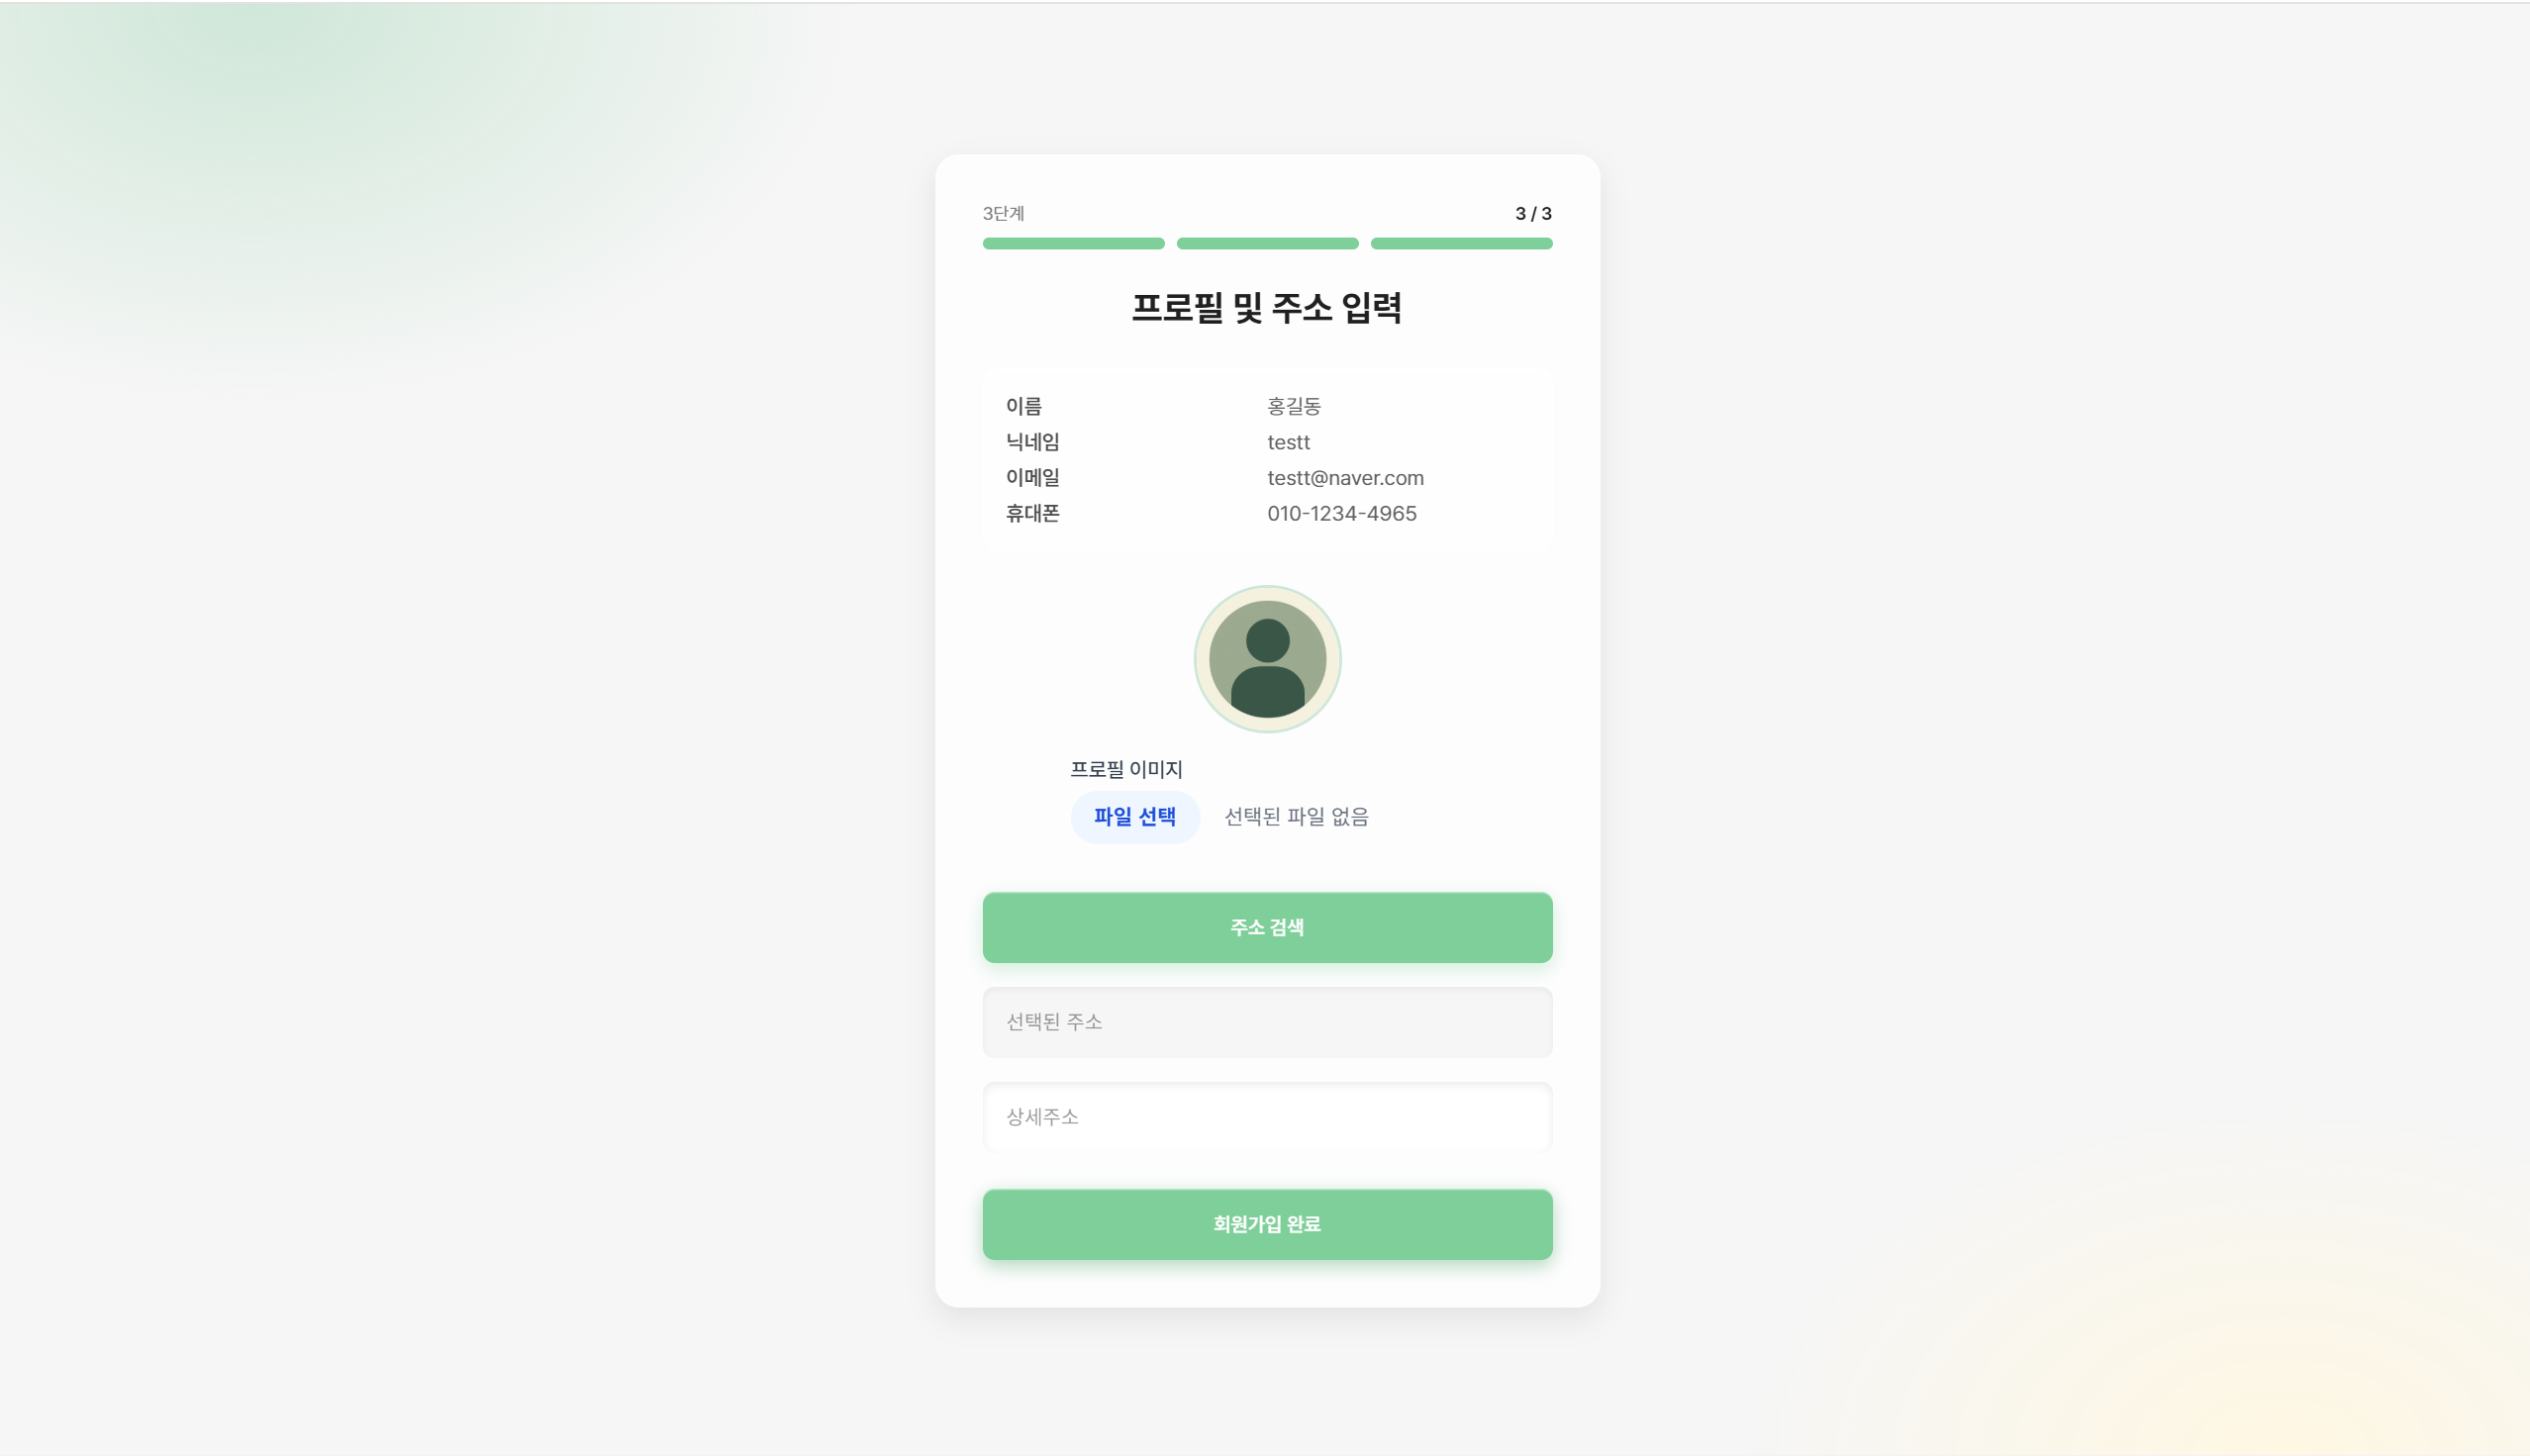 3단계 3 / 3
프로필 및 주소 입력
이름 홍길동
닉네임 testt
이메일 testt@naver.com
휴대폰 010-1234-4965
프로필 이미지
파일 선택 선택된 파일 없음
주소 검색
선택된 주소
상세주소
회원가입 완료